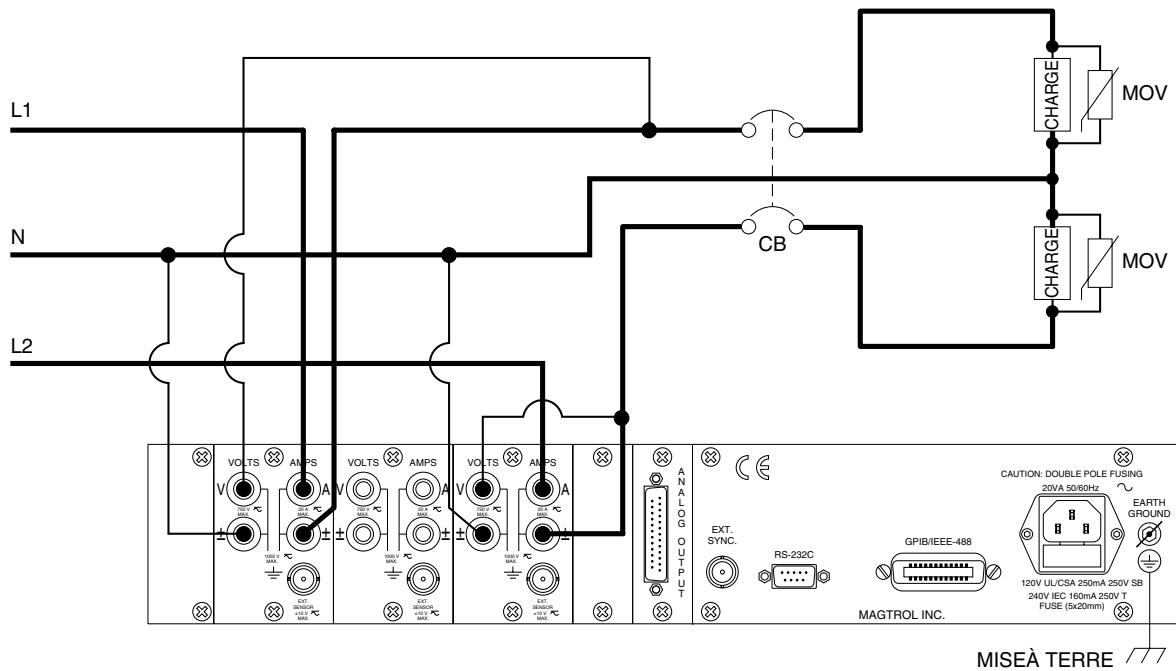 L1
CHARGE
MOV
N
CB
CHARGE
MOV
L2
VOLTS AMPS
V A
750 V MAX. 20 A MAX.
± ±
1000 V MAX.
EXT. SENSOR ±10 V MAX.
VOLTS AMPS
V A
750 V MAX. 20 A MAX.
± ±
1000 V MAX.
EXT. SENSOR ±10 V MAX.
VOLTS AMPS
V A
750 V MAX. 20 A MAX.
± ±
1000 V MAX.
EXT. SENSOR ±10 V MAX.
ANALOG OUTPUT
CE
EXT. SYNC.
RS-232C
GPIB/IEEE-488
CAUTION: DOUBLE POLE FUSING
20VA 50/60Hz
EARTH GROUND
120V UL/CSA 250mA 250V SB
240V IEC 160mA 250V T
FUSE (5x20mm)
MAGTROL INC.
MISEÀ TERRE